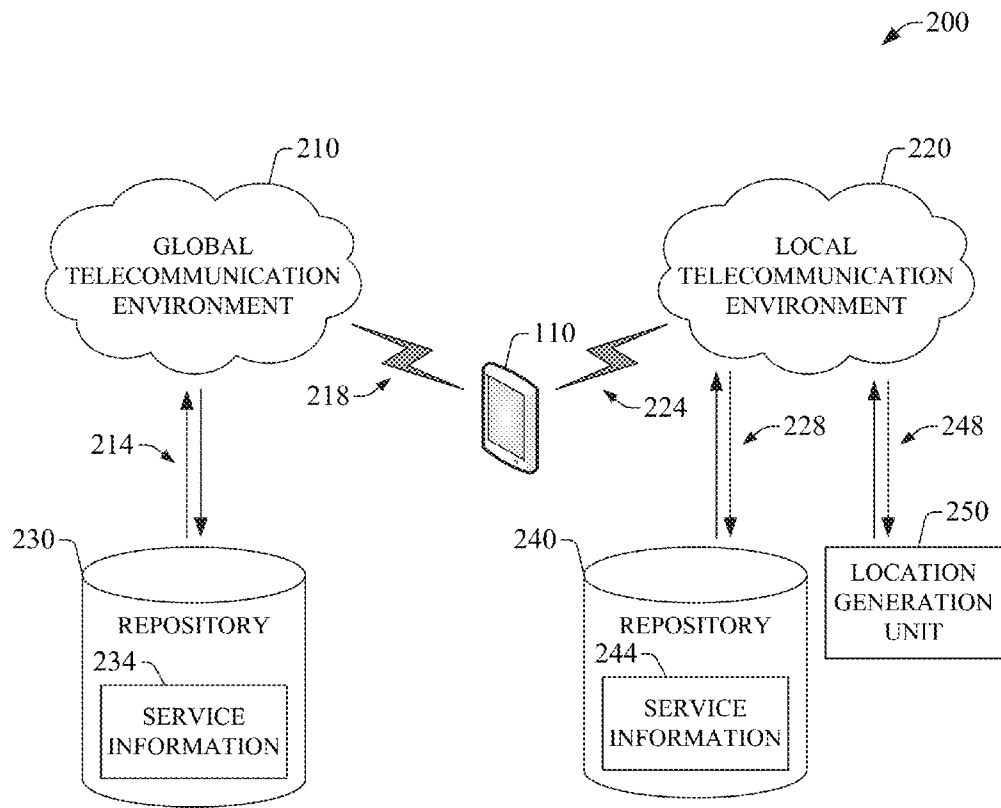 200
210
220
GLOBAL
TELECOMMUNICATION
ENVIRONMENT
LOCAL
TELECOMMUNICATION
ENVIRONMENT
110
218
224
214
228
248
230
240
250
REPOSITORY
234
SERVICE
INFORMATION
REPOSITORY
244
SERVICE
INFORMATION
LOCATION
GENERATION
UNIT